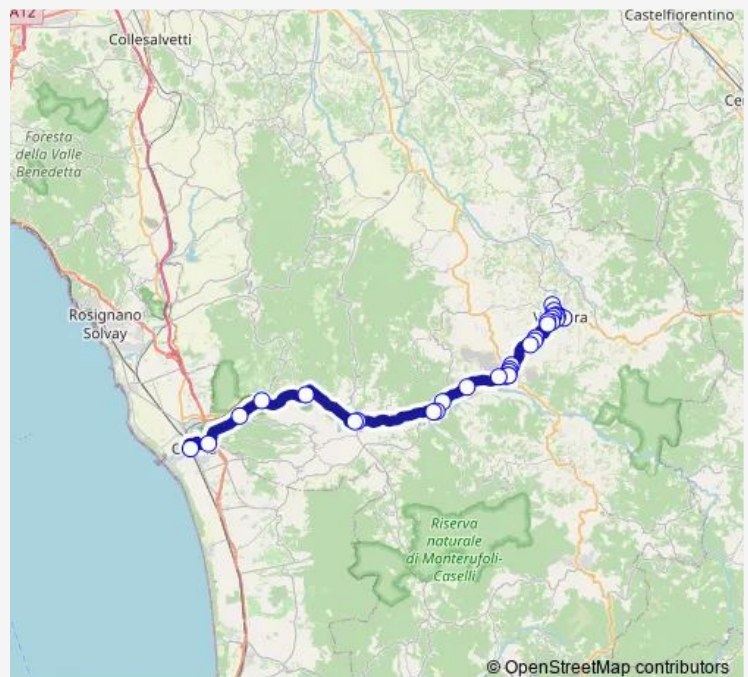 A12
Castelfiorentino
Collesalvetti
Foresta
della Valle
Benedetta
Rosignano
Solvay
Riserva
naturale
di Monterufoli-
Caselli
© OpenStreetMap contributors